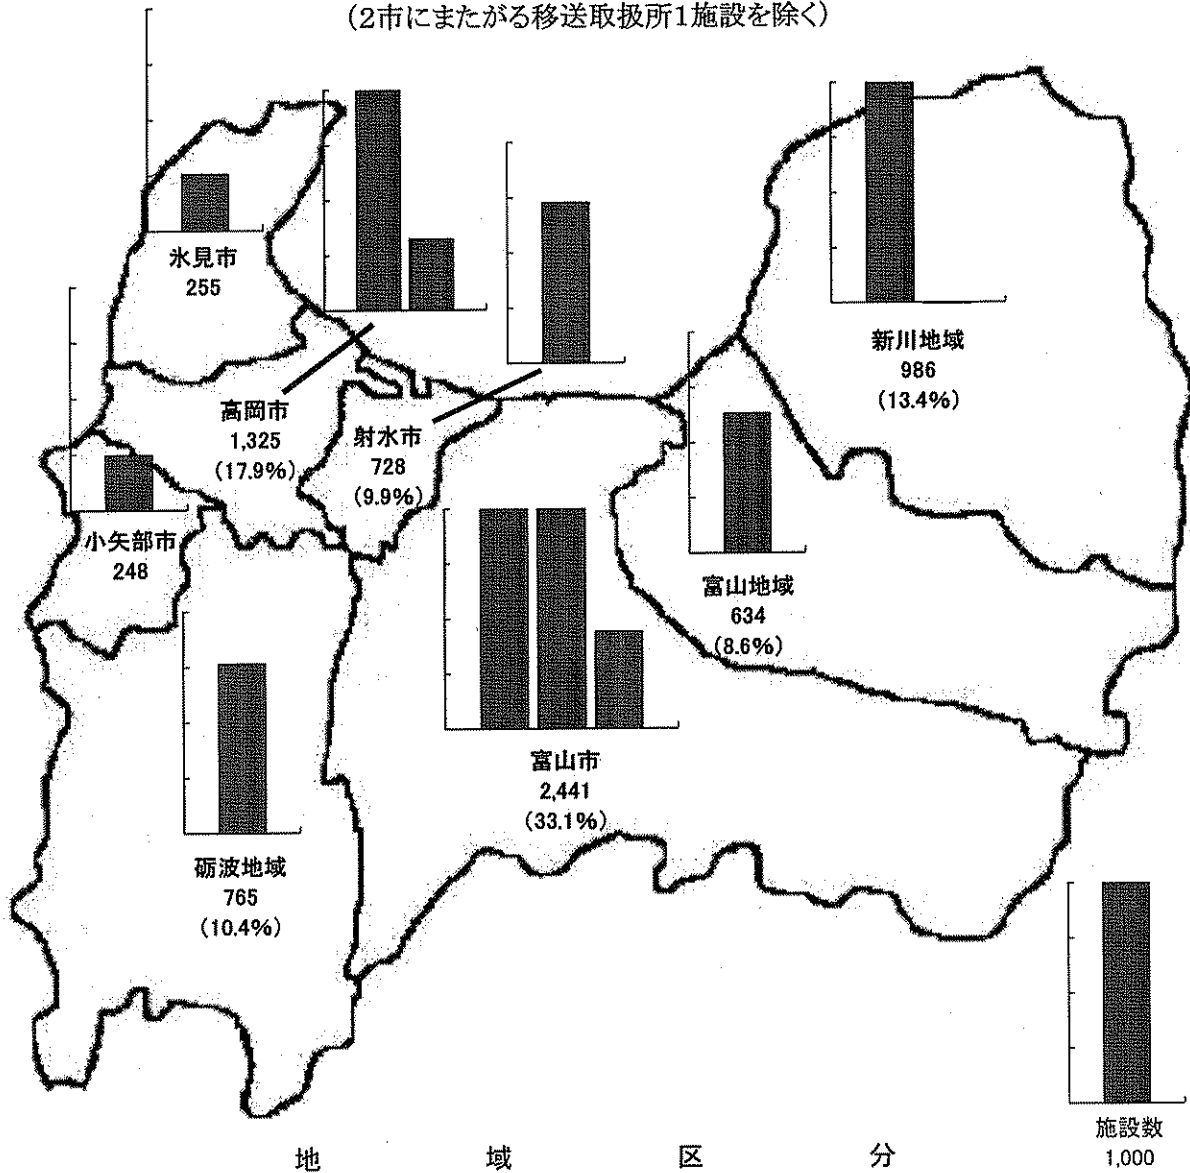 (2市にまたがる移送取扱所1施設を除く)
氷見市
255
高岡市
1,325
(17.9%)
射水市
728
(9.9%)
新川地域
986
(13.4%)
小矢部市
248
富山地域
634
(8.6%)
富山市
2,441
(33.1%)
砺波地域
765
(10.4%)
施設数
1,000
地域区分